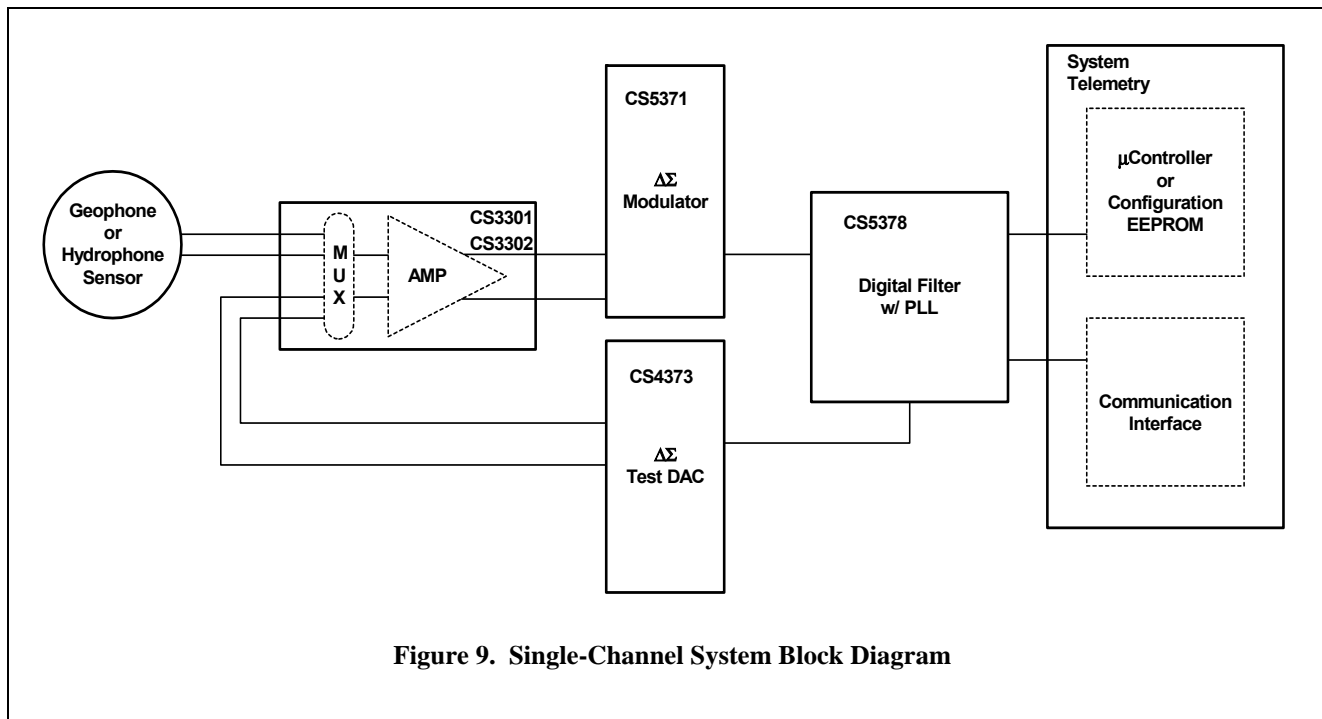 Geophone
or
Hydrophone
Sensor
M
U
X
AMP
CS3301
CS3302
CS5371
ΔΣ
Modulator
CS4373
ΔΣ
Test DAC
CS5378
Digital Filter
w/ PLL
System
Telemetry
μController
or
Configuration
EEPROM
Communication
Interface
Figure 9. Single-Channel System Block Diagram